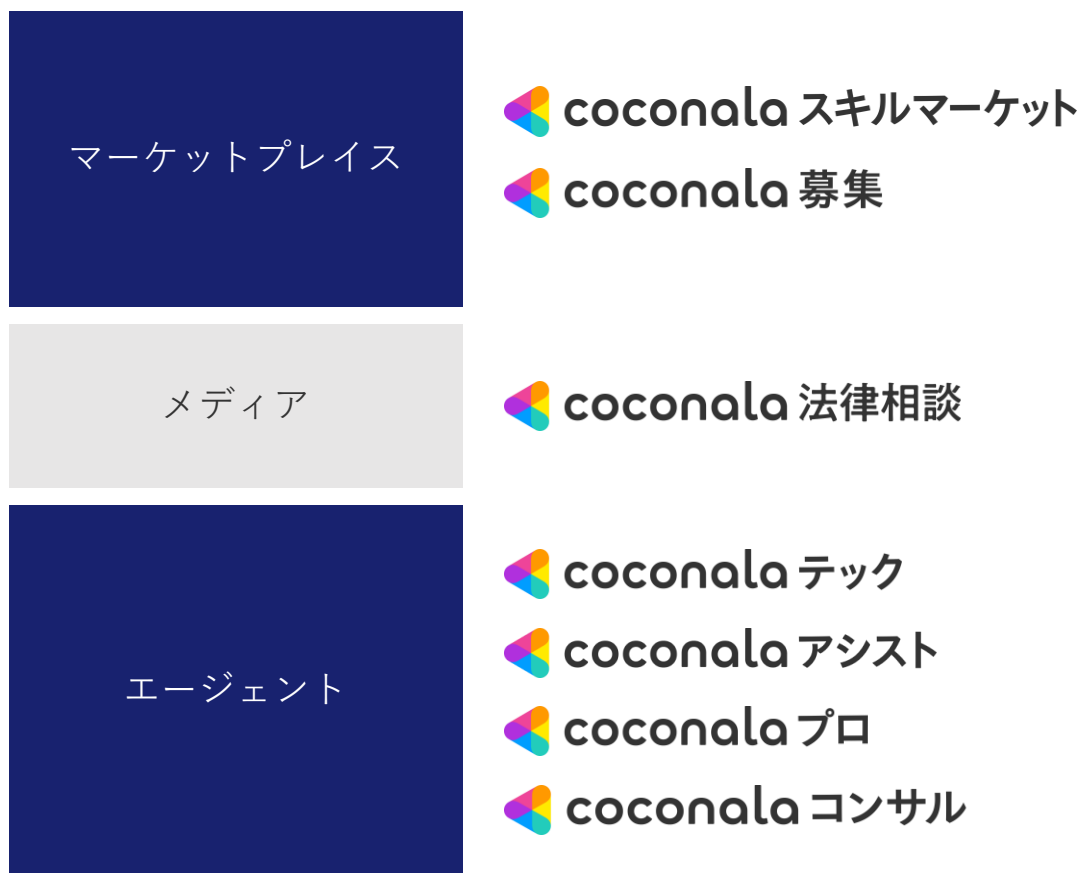 マーケットプレイス
coconala スキルマーケット
coconala 募集
メディア
coconala 法律相談
エージェント
coconala テック
coconala アシスト
coconala プロ
coconala コンサル